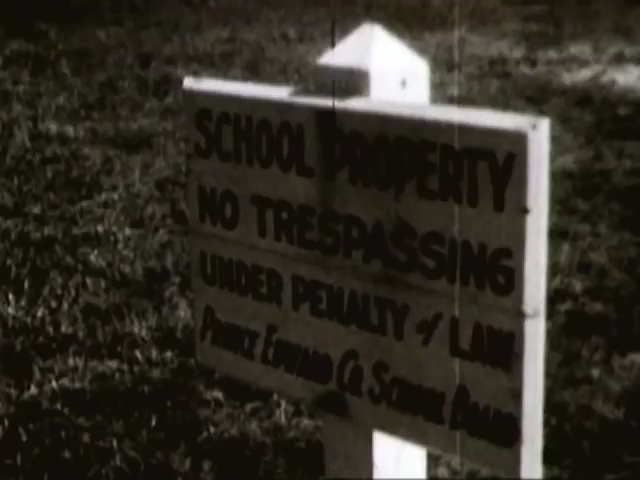 SCHOOL PROPERTY
NO TRESPASSING
UNDER PENALTY of LAW
PRINCE EDWARD CO. SCHOOL BOARD